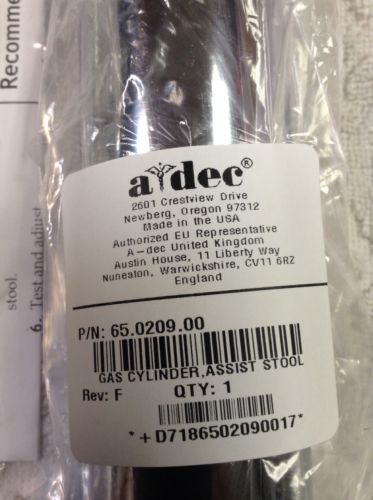 Recomme
stool.
6. Test and adjust
a dec®
2601 Crestview Drive
Newberg, Oregon 97312
Made in the USA
Authorized EU Representative
A-dec United Kingdom
Austin House, 11 Liberty Way
Nuneaton, Warwickshire, CV11 6RZ
England
P/N: 65.0209.00
GAS CYLINDER,ASSIST STOOL
Rev: F QTY: 1
*+D7186502090017*